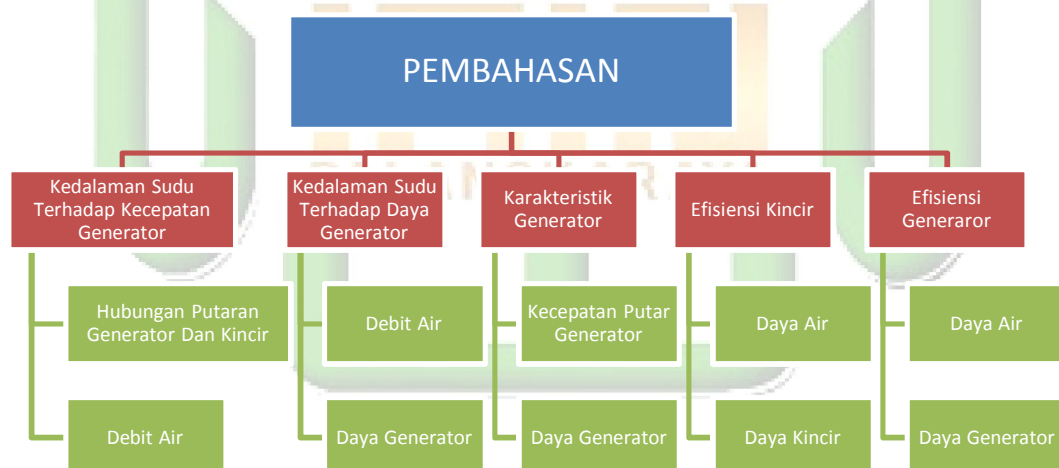 PEMBAHASAN
Kedalaman Sudu
Terhadap Kecepatan
Generator
Kedalaman Sudu
Terhadap Daya
Generator
Karakteristik
Generator
Efisiensi Kincir
Efisiensi
Generaror
Hubungan Putaran
Generator Dan Kincir
Debit Air
Kecepatan Putar
Generator
Daya Air
Daya Air
Debit Air
Daya Generator
Daya Generator
Daya Kincir
Daya Generator